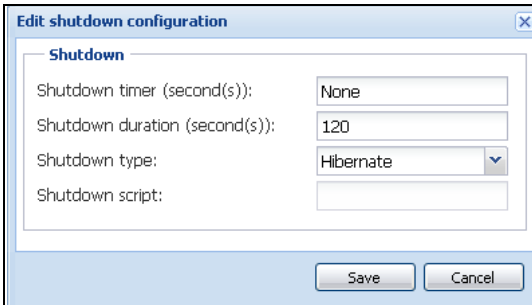 Edit shutdown configuration
Shutdown
Shutdown timer (second(s)): None
Shutdown duration (second(s)): 120
Shutdown type: Hibernate
Shutdown script:
Save Cancel